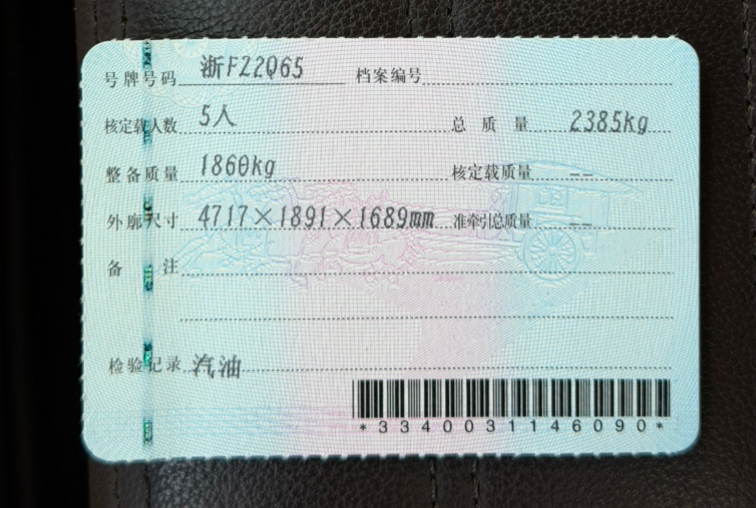 号牌号码 浙F22Q65 档案编号
核定载人数 5人 总质量 2385kg
整备质量 1860kg 核定载质量 --
外廓尺寸 4717×1891×1689mm 准牵引总质量 --
备注
检验记录 汽油
*3340031146090*